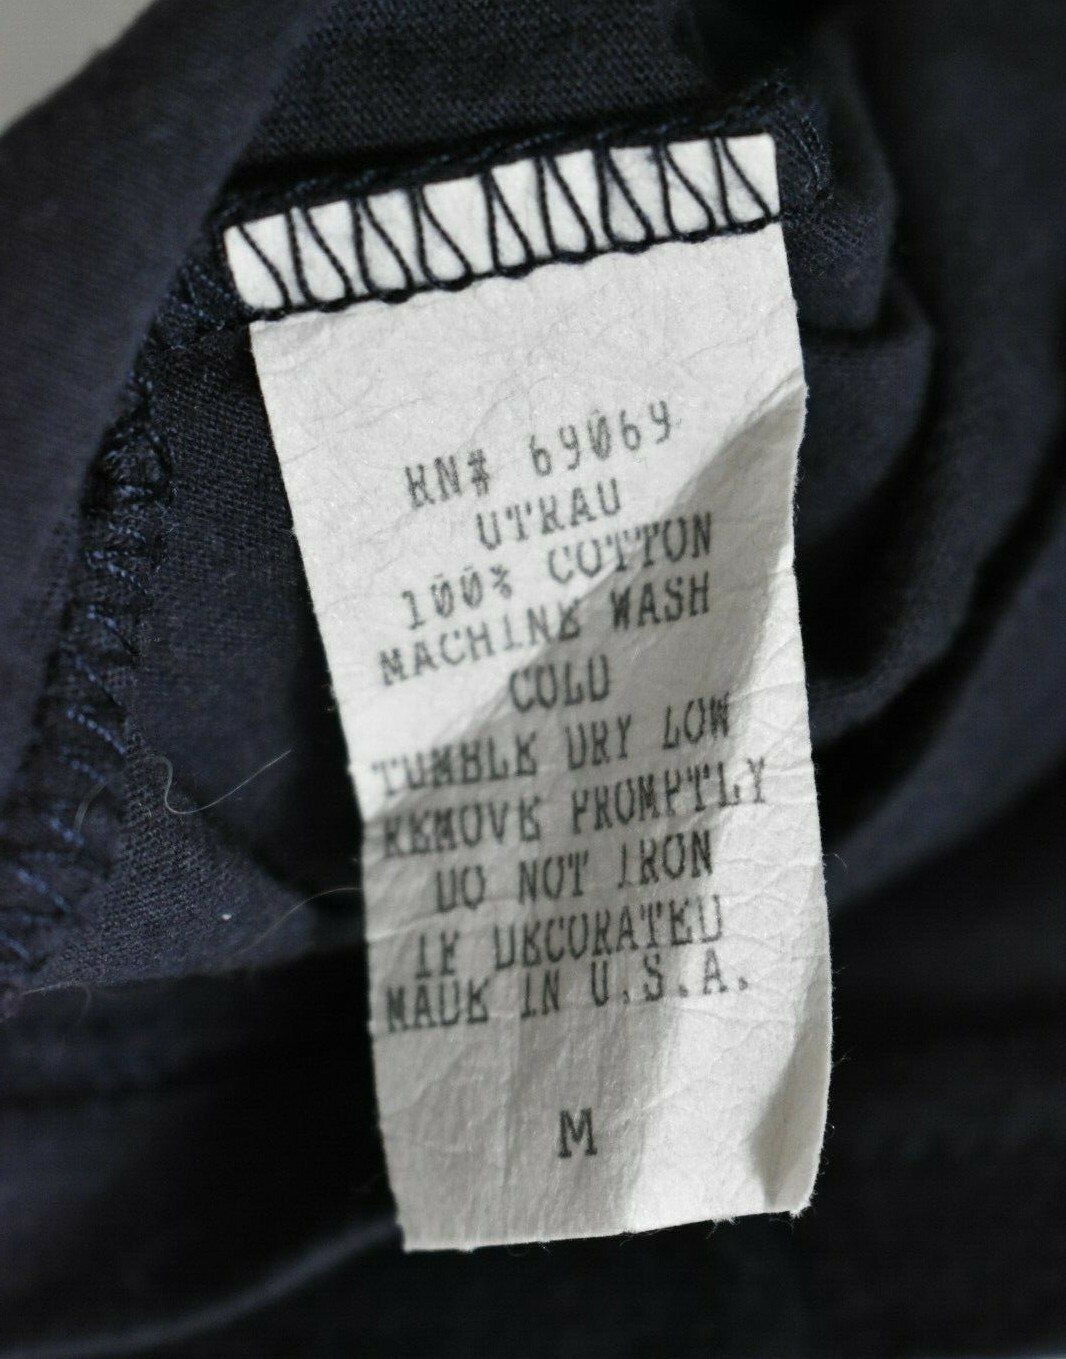 RN# 69069
UTRAU
100% COTTON
MACHINE WASH
COLD
TUMBLE DRY LOW
REMOVE PROMPTLY
DO NOT IRON
IF DECORATED
MADE IN U.S.A.
M